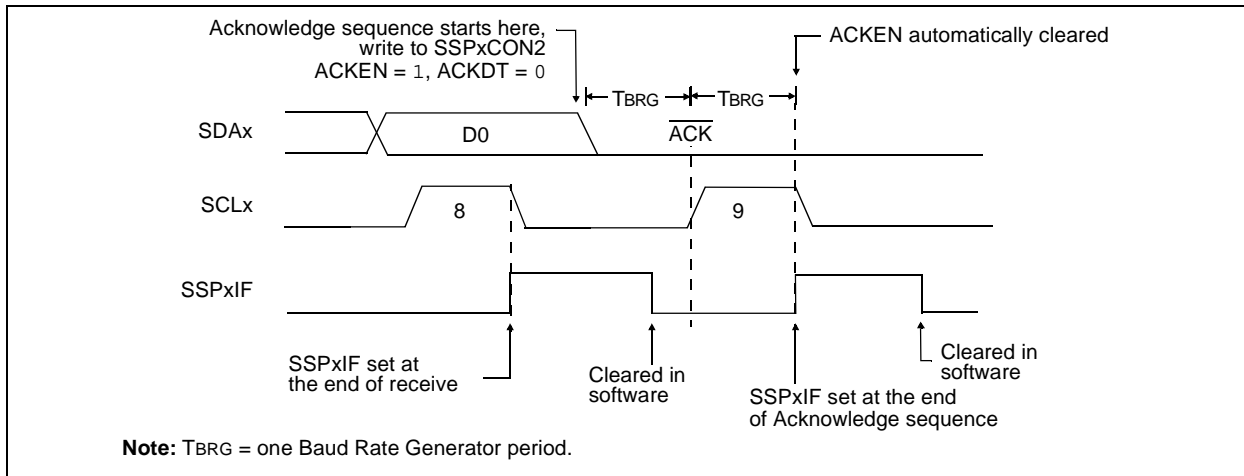 Acknowledge sequence starts here,
write to SSPxCON2
ACKEN = 1, ACKDT = 0
ACKEN automatically cleared
TBRG
TBRG
SDAx
D0
ACK
SCLx
8
9
SSPxIF
SSPxIF set at
the end of receive
Cleared in
software
SSPxIF set at the end
of Acknowledge sequence
Cleared in
software
Note: TBRG = one Baud Rate Generator period.